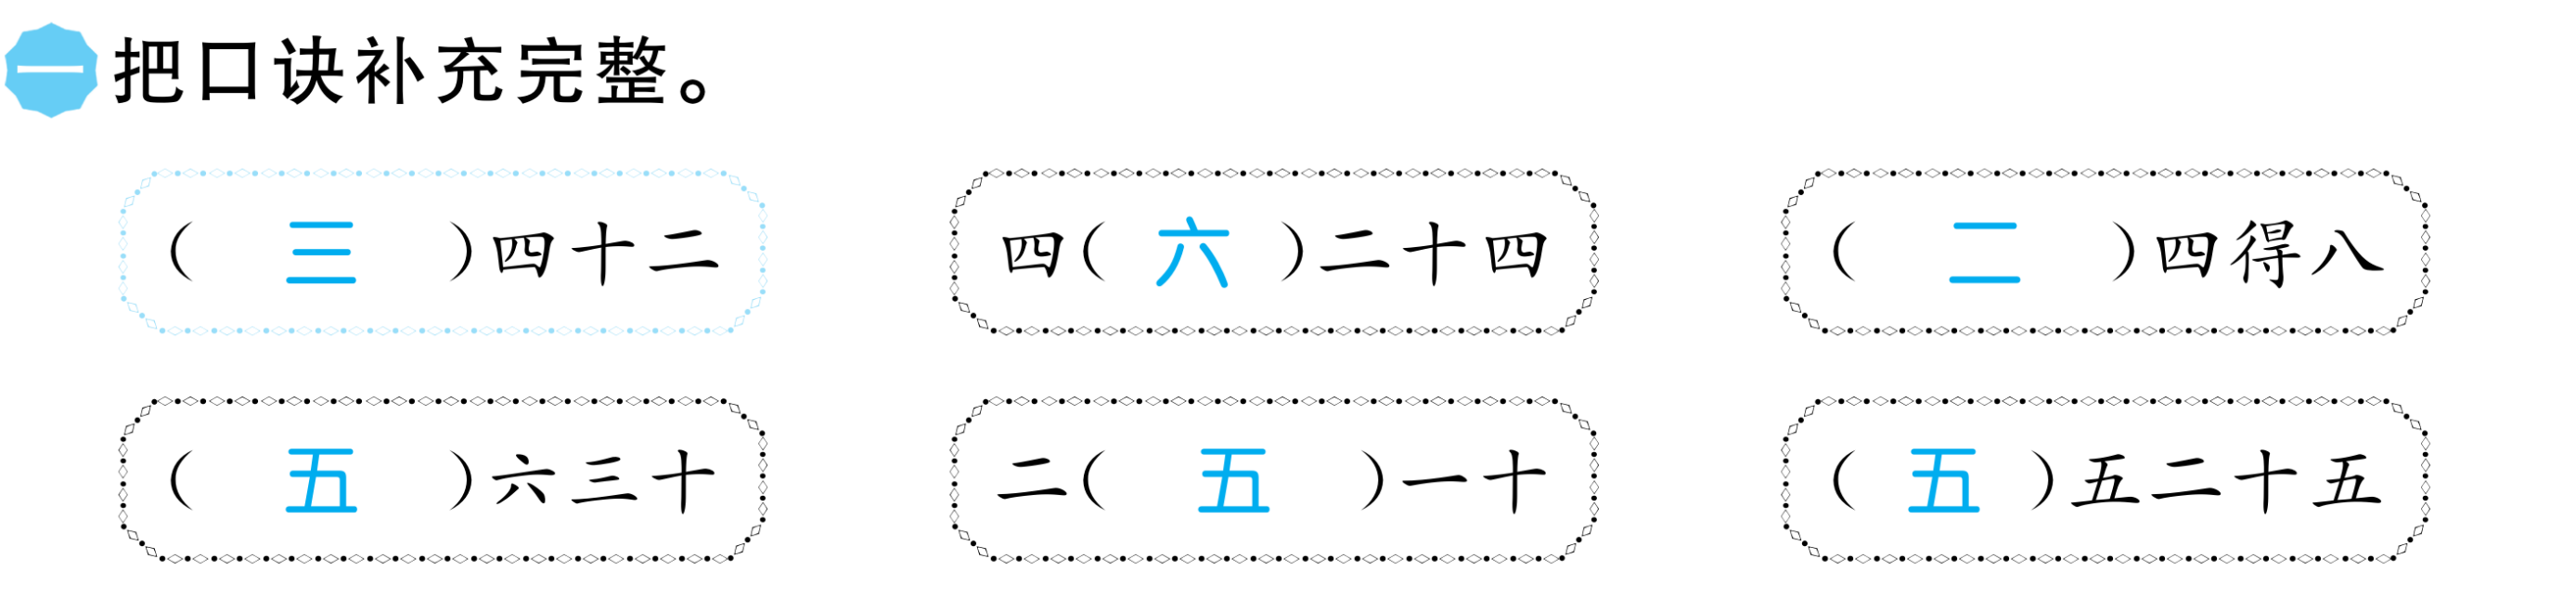 一 把口诀补充完整。
( 三 )四十二 四( 六 )二十四 ( 二 )四得八
( 五 )六三十 二( 五 )一十 ( 五 )五二十五